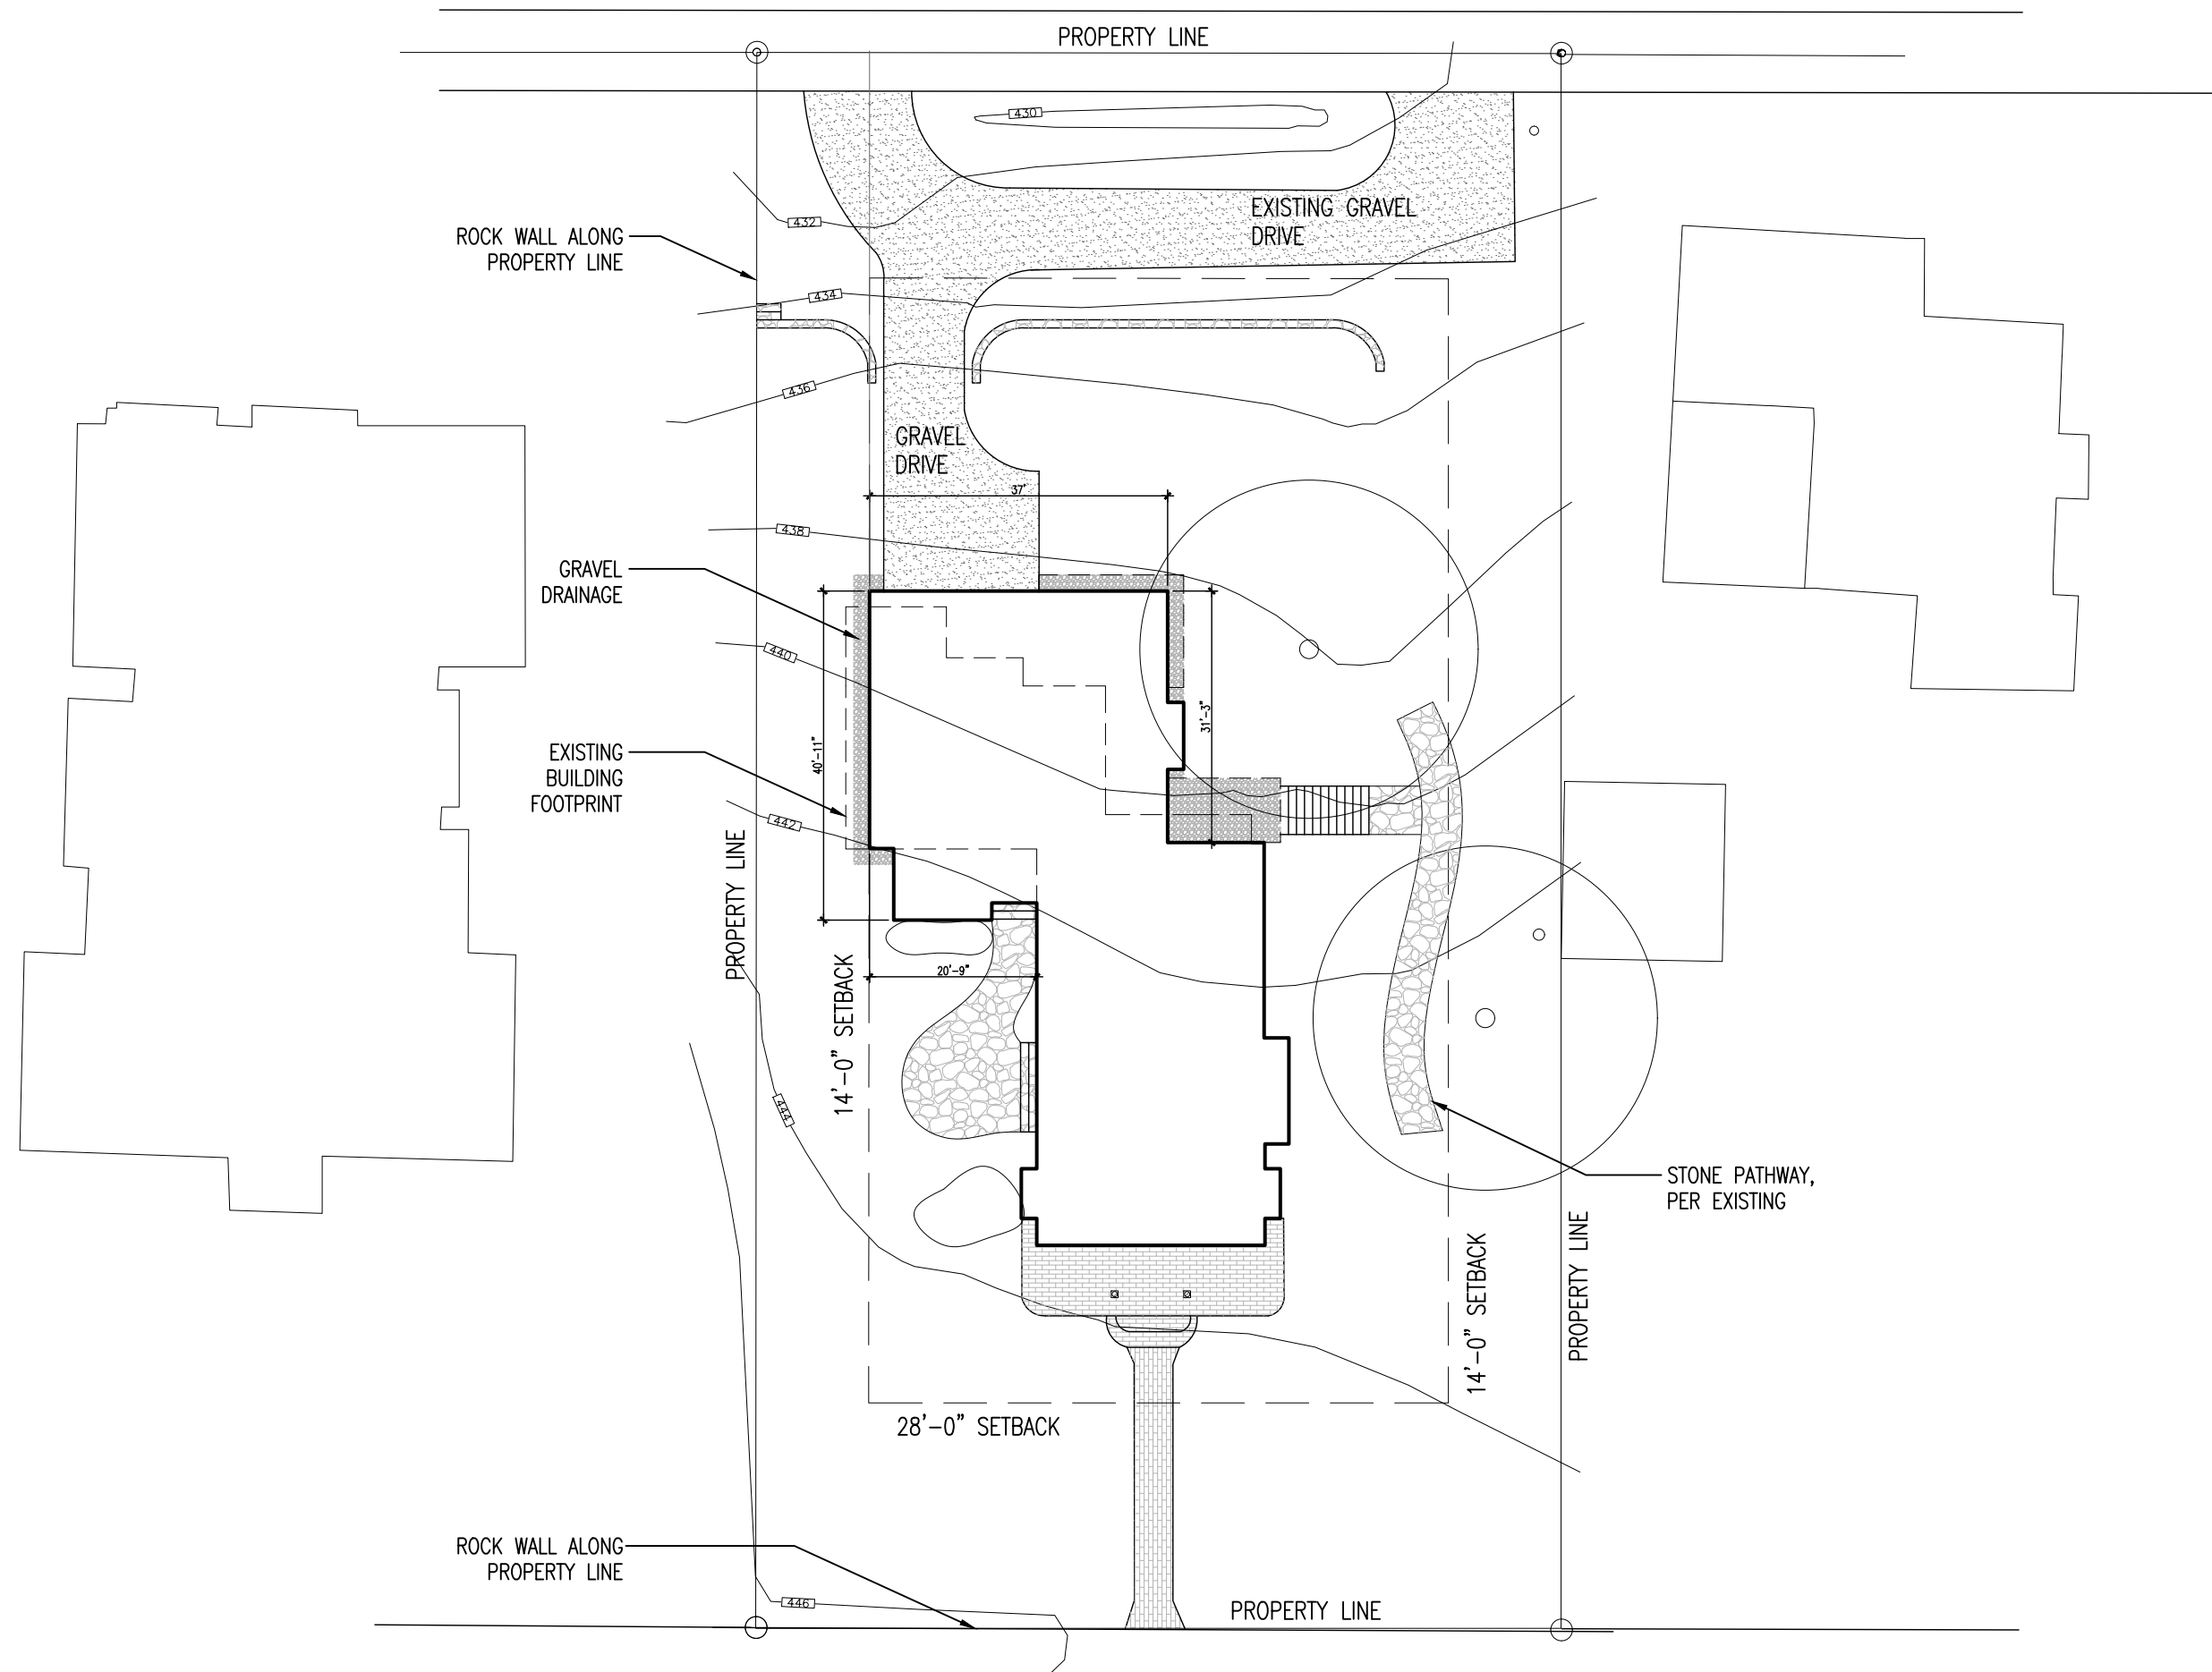 PROPERTY LINE
430
EXISTING GRAVEL
DRIVE
432
ROCK WALL ALONG
PROPERTY LINE
434
436
GRAVEL
DRIVE
37'
438
GRAVEL
DRAINAGE
440
31'-3"
40'-11"
EXISTING
BUILDING
FOOTPRINT
442
PROPERTY LINE
20'-9"
14'-0" SETBACK
444
STONE PATHWAY,
PER EXISTING
PROPERTY LINE
14'-0" SETBACK
28'-0" SETBACK
ROCK WALL ALONG
PROPERTY LINE
446
PROPERTY LINE